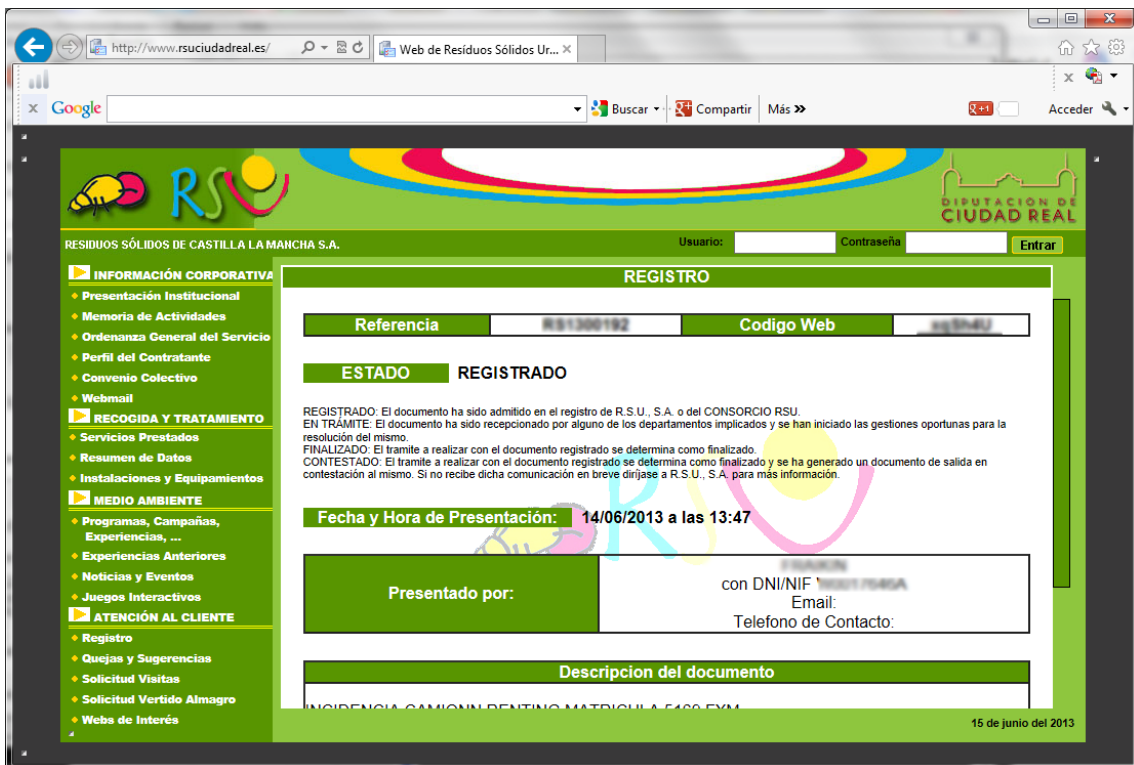 http://www.rsuciudadreal.es/
Web de Resíduos Sólidos Ur...
Google
Buscar
Compartir
Más »
+1
Acceder
RSU
DIPUTACION DE
CIUDAD REAL
RESIDUOS SÓLIDOS DE CASTILLA LA MANCHA S.A.
Usuario:
Contraseña
Entrar
INFORMACIÓN CORPORATIVA
Presentación Institucional
Memoria de Actividades
Ordenanza General del Servicio
Perfil del Contratante
Convenio Colectivo
Webmail
RECOGIDA Y TRATAMIENTO
Servicios Prestados
Resumen de Datos
Instalaciones y Equipamientos
MEDIO AMBIENTE
Programas, Campañas,
Experiencias, ...
Experiencias Anteriores
Noticias y Eventos
Juegos Interactivos
ATENCIÓN AL CLIENTE
Registro
Quejas y Sugerencias
Solicitud Visitas
Solicitud Vertido Almagro
Webs de Interés
REGISTRO
Referencia
Codigo Web
ESTADO REGISTRADO
REGISTRADO: El documento ha sido admitido en el registro de R.S.U., S.A. o del CONSORCIO RSU.
EN TRÁMITE: El documento ha sido recepcionado por alguno de los departamentos implicados y se han iniciado las gestiones oportunas para la
resolución del mismo.
FINALIZADO: El tramite a realizar con el documento registrado se determina como finalizado.
CONTESTADO: El tramite a realizar con el documento registrado se determina como finalizado y se ha generado un documento de salida en
contestación al mismo. Si no recibe dicha comunicación en breve diríjase a R.S.U., S.A. para más información.
Fecha y Hora de Presentación: 14/06/2013 a las 13:47
Presentado por:
con DNI/NIF
Email:
Telefono de Contacto:
Descripcion del documento
INCIDENCIA CAMIONN RENTING MATRICULA 5160 FXM
15 de junio del 2013